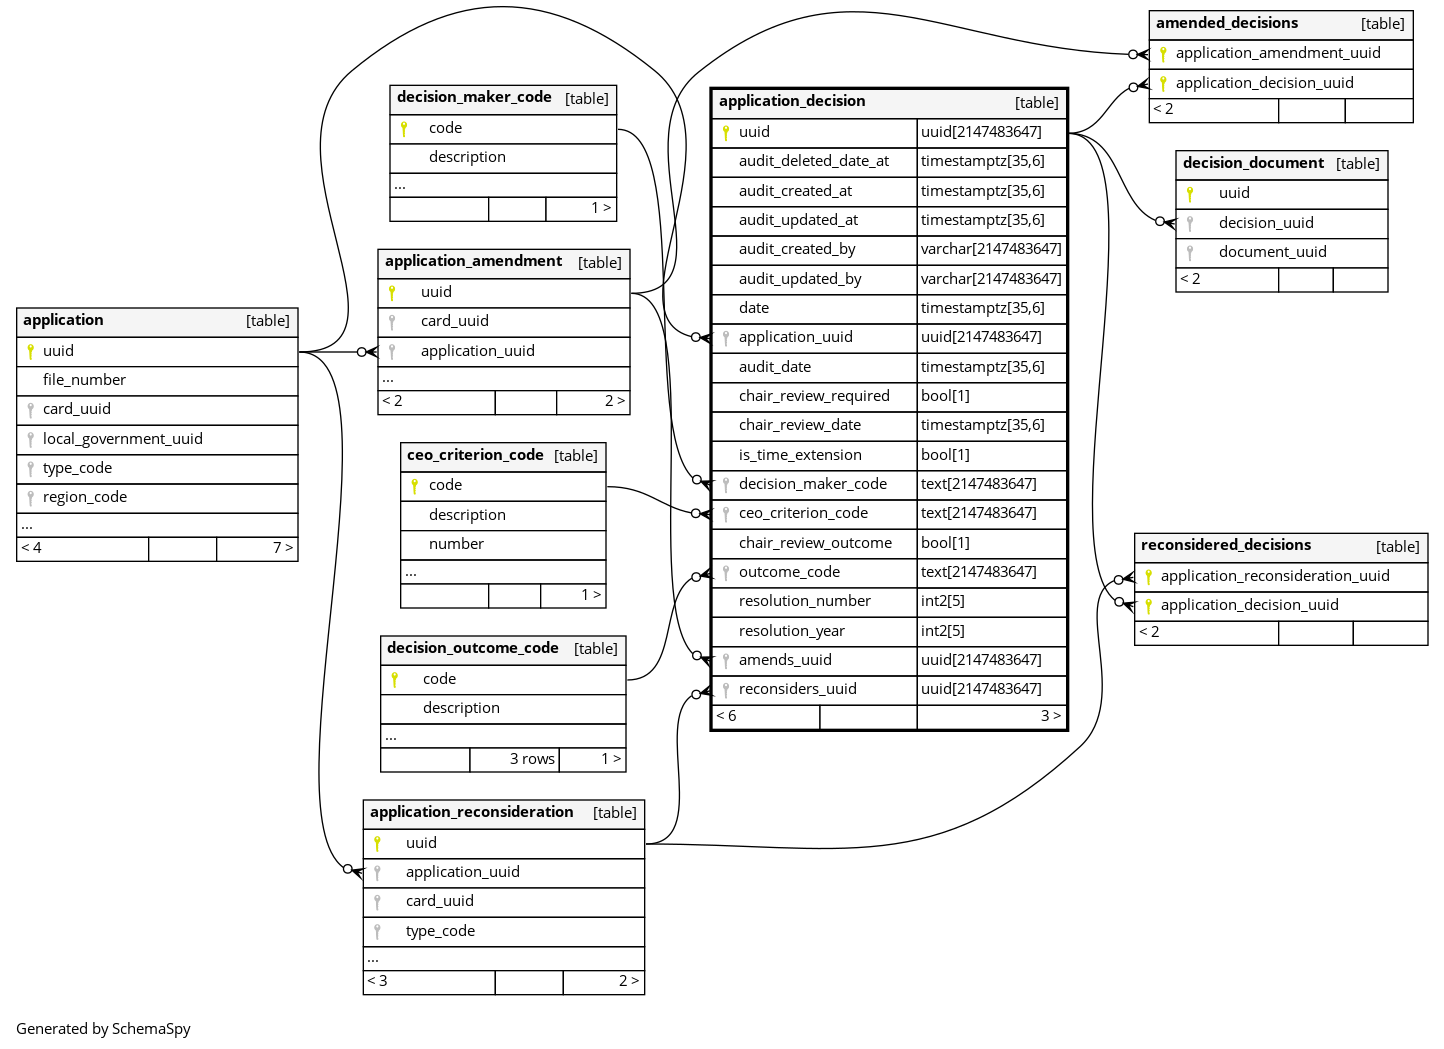 application [table]
uuid
file_number
card_uuid
local_government_uuid
type_code
region_code
...
< 4 7 >
decision_maker_code [table]
code
description
...
1 >
application_amendment [table]
uuid
card_uuid
application_uuid
...
< 2 2 >
ceo_criterion_code [table]
code
description
number
...
1 >
decision_outcome_code [table]
code
description
...
3 rows 1 >
application_reconsideration [table]
uuid
application_uuid
card_uuid
type_code
...
< 3 2 >
application_decision [table]
uuid uuid[2147483647]
audit_deleted_date_at timestamptz[35,6]
audit_created_at timestamptz[35,6]
audit_updated_at timestamptz[35,6]
audit_created_by varchar[2147483647]
audit_updated_by varchar[2147483647]
date timestamptz[35,6]
application_uuid uuid[2147483647]
audit_date timestamptz[35,6]
chair_review_required bool[1]
chair_review_date timestamptz[35,6]
is_time_extension bool[1]
decision_maker_code text[2147483647]
ceo_criterion_code text[2147483647]
chair_review_outcome bool[1]
outcome_code text[2147483647]
resolution_number int2[5]
resolution_year int2[5]
amends_uuid uuid[2147483647]
reconsiders_uuid uuid[2147483647]
< 6 3 >
amended_decisions [table]
application_amendment_uuid
application_decision_uuid
< 2
decision_document [table]
uuid
decision_uuid
document_uuid
< 2
reconsidered_decisions [table]
application_reconsideration_uuid
application_decision_uuid
< 2
Generated by SchemaSpy